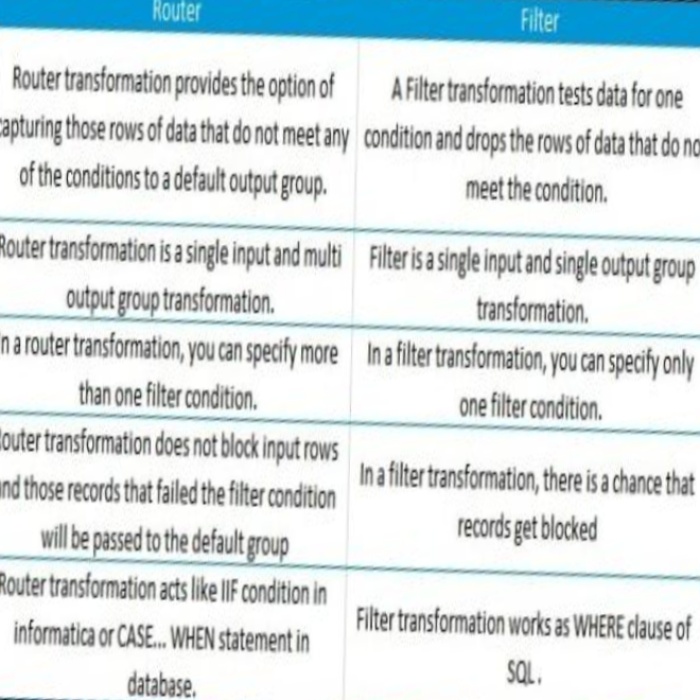 Router
Filter
Router transformation provides the option of
capturing those rows of data that do not meet any
of the conditions to a default output group.
A Filter transformation tests data for one
condition and drops the rows of data that do no
meet the condition.
Router transformation is a single input and multi
output group transformation.
Filter is a single input and single output group
transformation.
In a router transformation, you can specify more
than one filter condition.
In a filter transformation, you can specify only
one filter condition.
Router transformation does not block input rows
and those records that failed the filter condition
will be passed to the default group
In a filter transformation, there is a chance that
records get blocked
Router transformation acts like IIF condition in
informatica or CASE... WHEN statement in
database.
Filter transformation works as WHERE clause of
SQL.